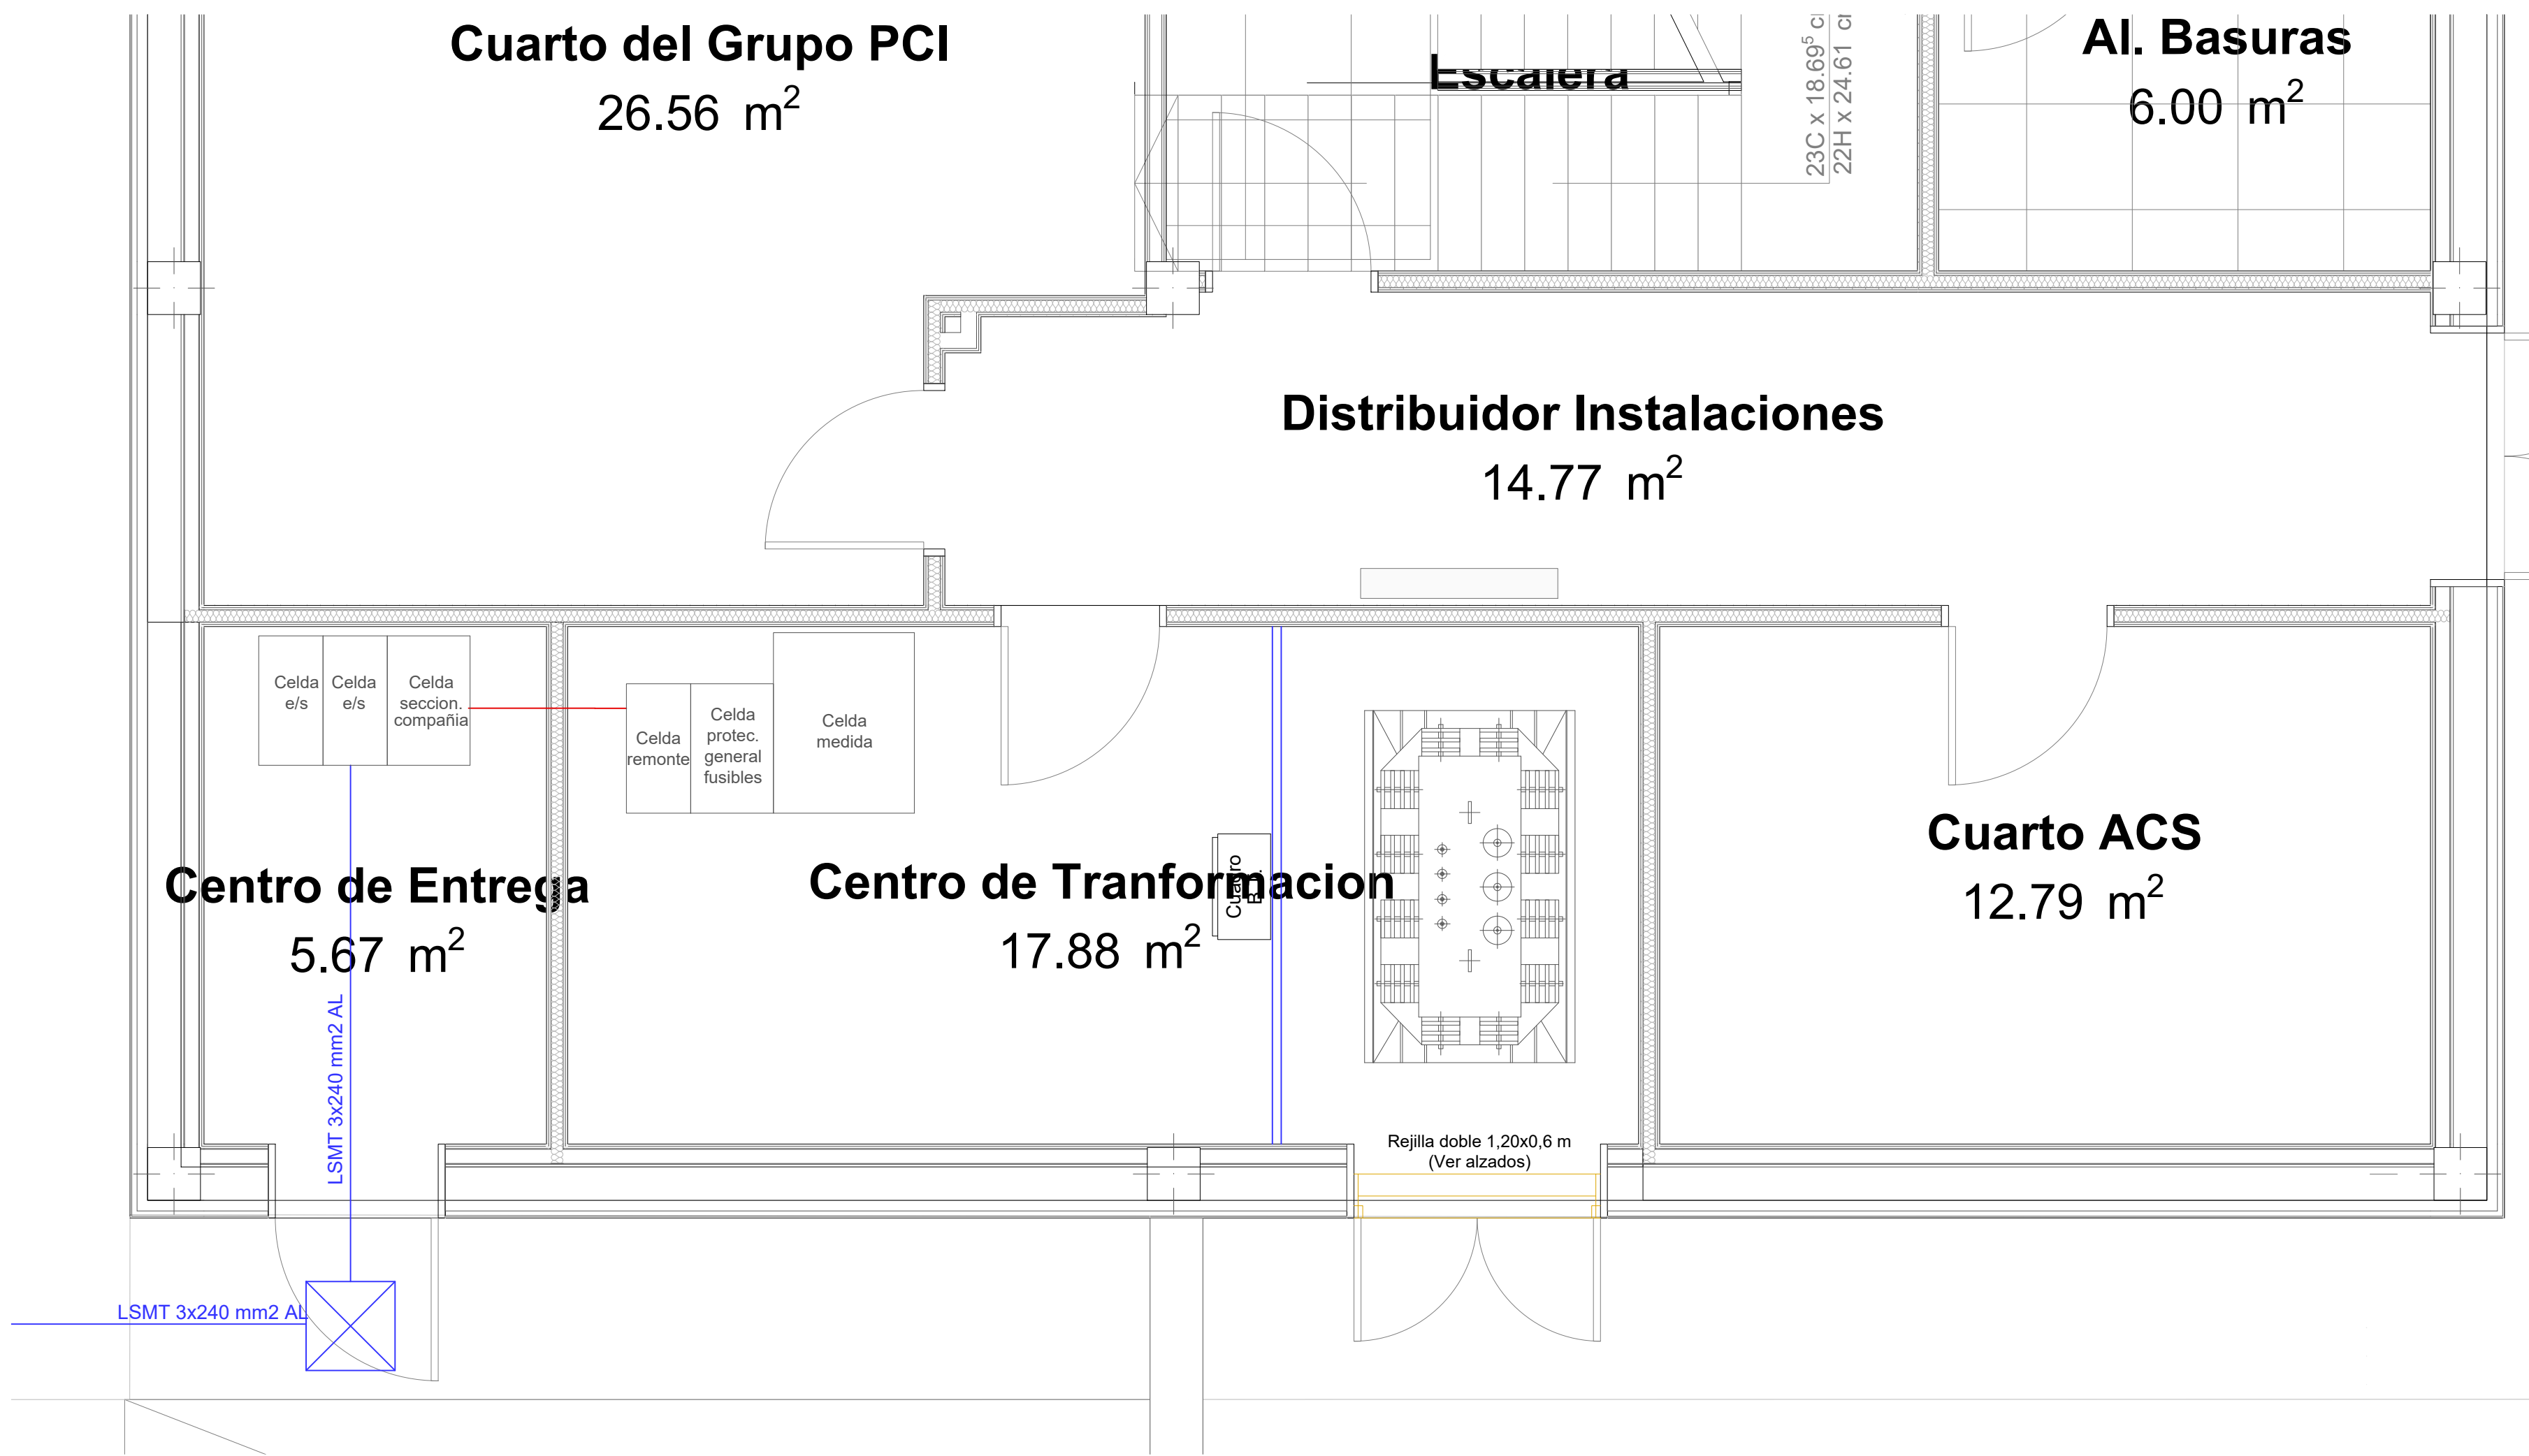 Cuarto del Grupo PCI
26.56 m²
Escalera
23C x 18.69⁵
22H x 24.61
Al. Basuras
6.00 m²
Distribuidor Instalaciones
14.77 m²
Celda
e/s
Celda
e/s
Celda
seccion.
compañia
Celda
remonte
Celda
protec.
general
fusibles
Celda
medida
Centro de Entrega
5.67 m²
Centro de Tranformacion
17.88 m²
Cuadro
Cuarto ACS
12.79 m²
LSMT 3x240 mm2 AL
Rejilla doble 1,20x0,6 m
(Ver alzados)
LSMT 3x240 mm2 AL